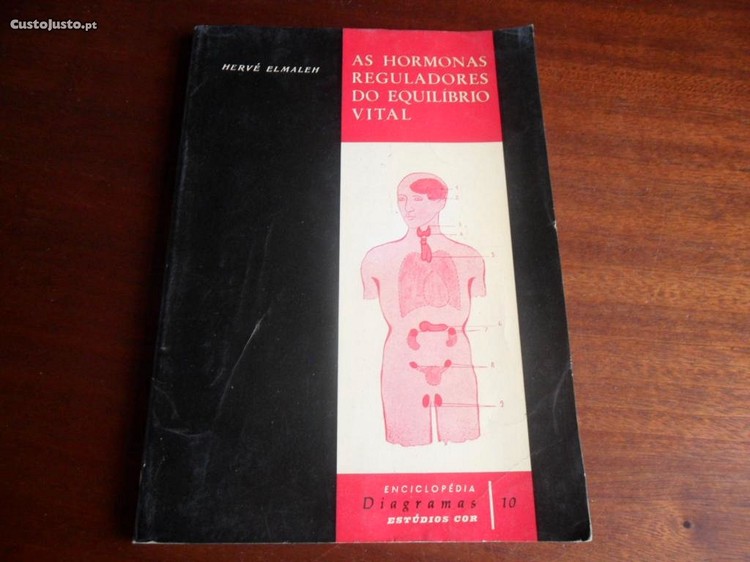 CustoJusto.pt
HERVÉ ELMALEH
AS HORMONAS
REGULADORES
DO EQUILÍBRIO
VITAL
ENCICLOPÉDIA
Diagramas
ESTÚDIOS COR
10